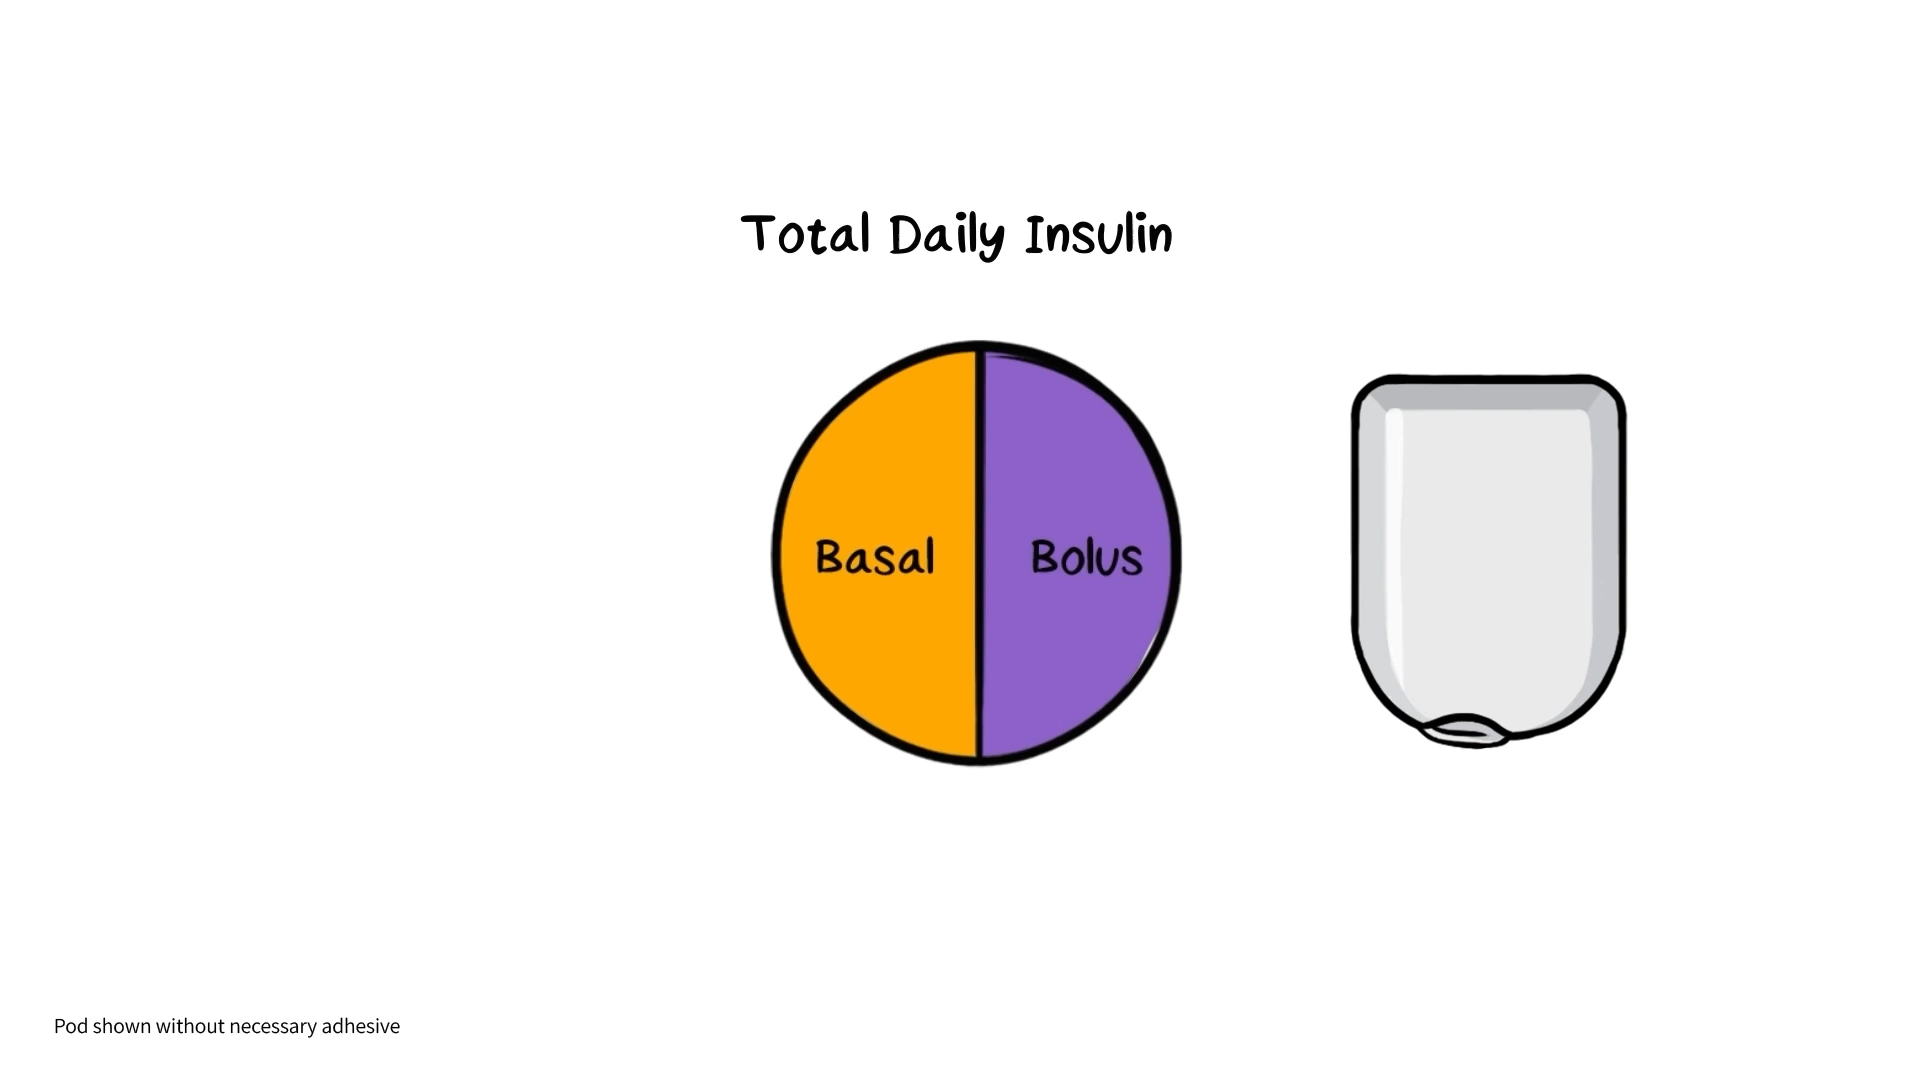 Total Daily Insulin
Basal
Bolus
Pod shown without necessary adhesive